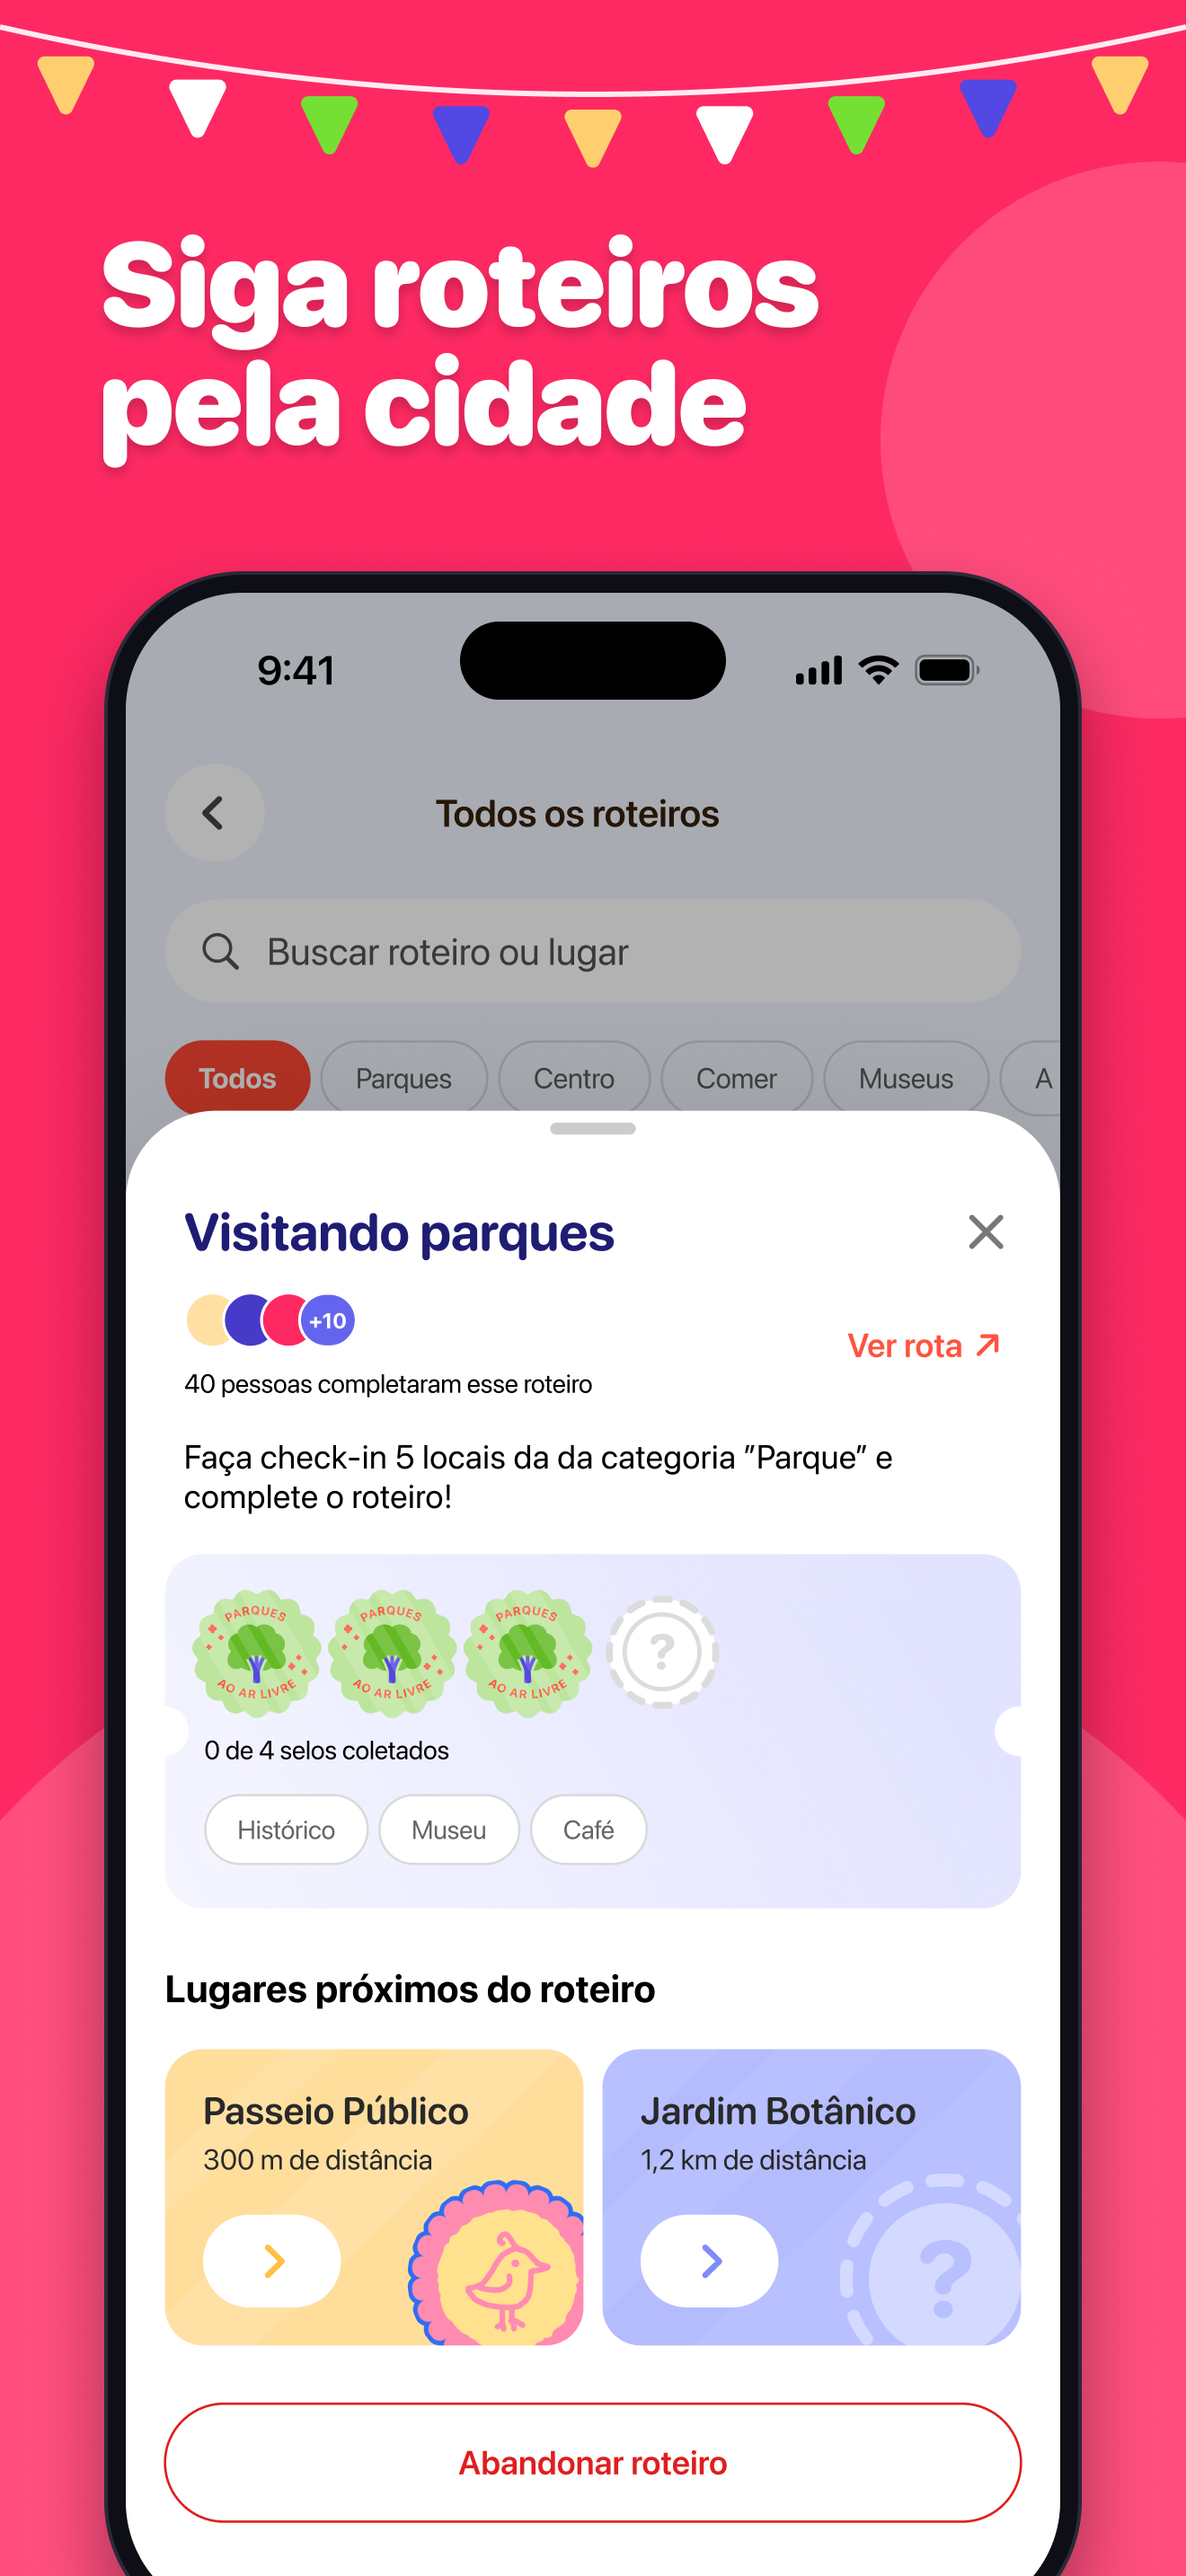 Siga roteiros
pela cidade
9:41
Todos os roteiros
Buscar roteiro ou lugar
Todos Parques Centro Comer Museus A
Visitando parques
+10
Ver rota
40 pessoas completaram esse roteiro
Faça check-in 5 locais da da categoria ”Parque” e
complete o roteiro!
PARQUES PARQUES PARQUES
?
AO AR LIVRE AO AR LIVRE AO AR LIVRE
0 de 4 selos coletados
Histórico Museu Café
Lugares próximos do roteiro
Passeio Público Jardim Botânico
300 m de distância 1,2 km de distância
?
Abandonar roteiro